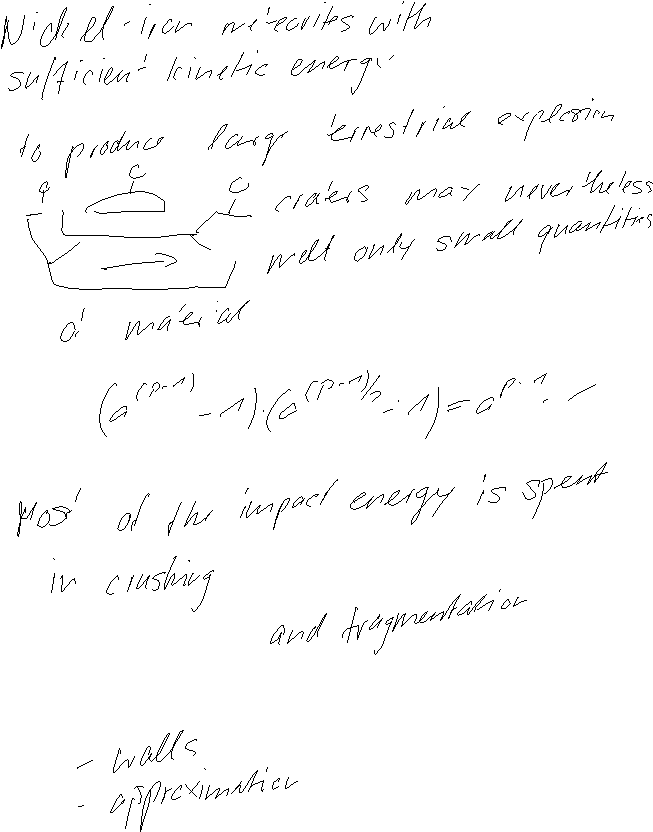 Nickel-iron meteorites with
sufficient kinetic energy
to produce large terrestrial explosion
craters may nevertheless
melt only small quantities
of material
(a^(p-1) - 1)·(a^(p-1)/2 - 1) = a^p-1 · -
Most of the impact energy is spent
in crushing
and fragmentation
- walls
- approximation